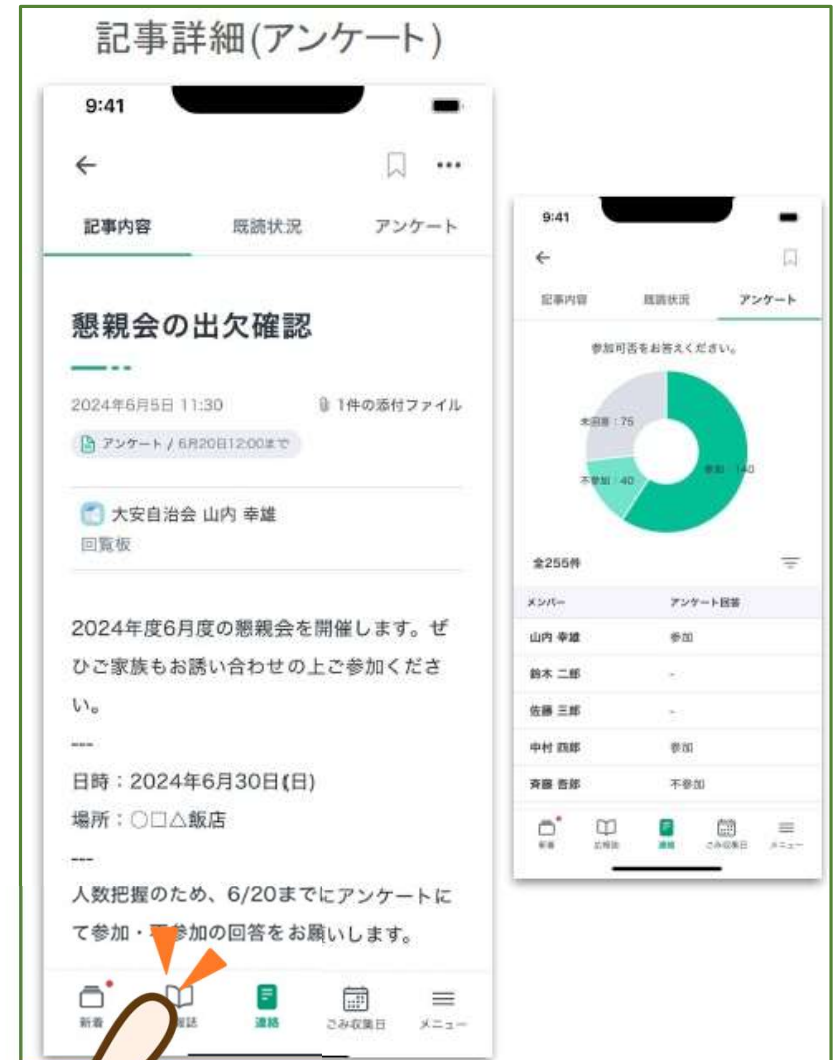 記事詳細(アンケート)
9:41
記事内容 既読状況 アンケート
懇親会の出欠確認
2024年6月5日 11:30 1件の添付ファイル
アンケート / 6月20日12:00まで
大安自治会 山内 幸雄
回覧板
2024年度6月度の懇親会を開催します。ぜ
ひご家族もお誘い合わせの上ご参加くださ
い。
---
日時：2024年6月30日(日)
場所：〇□△飯店
---
人数把握のため、6/20までにアンケートに
て参加・不参加の回答をお願いします。
新着 報誌 連絡 ごみ収集日 メニュー
9:41
記事内容 既読状況 アンケート
参加可否をお答えください。
未回答：75
参加：140
不参加：40
全255件
メンバー アンケート回答
山内 幸雄 参加
鈴木 二郎 -
佐藤 三郎 -
中村 四郎 参加
斉藤 吾郎 不参加
新着 広報誌 連絡 ごみ収集日 メニュー